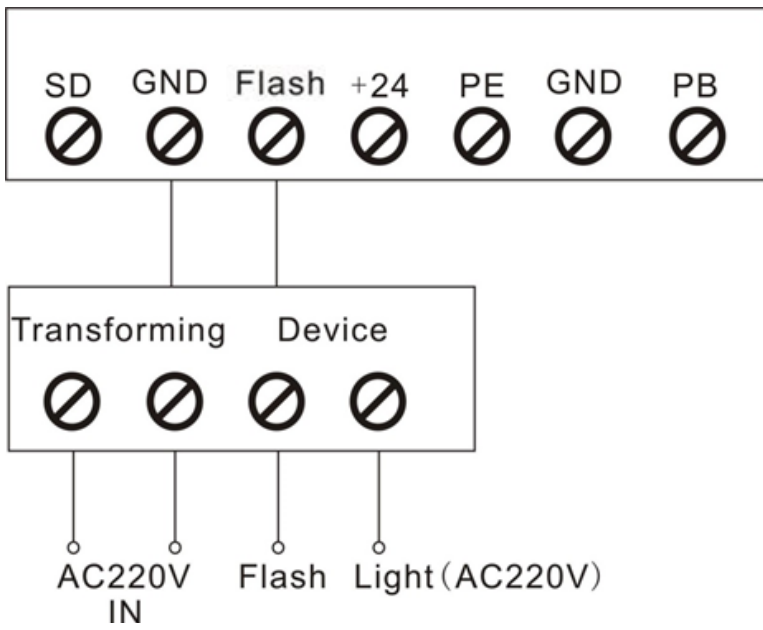 SD GND Flash +24 PE GND PB
Transforming Device
AC220V Flash Light(AC220V)
IN